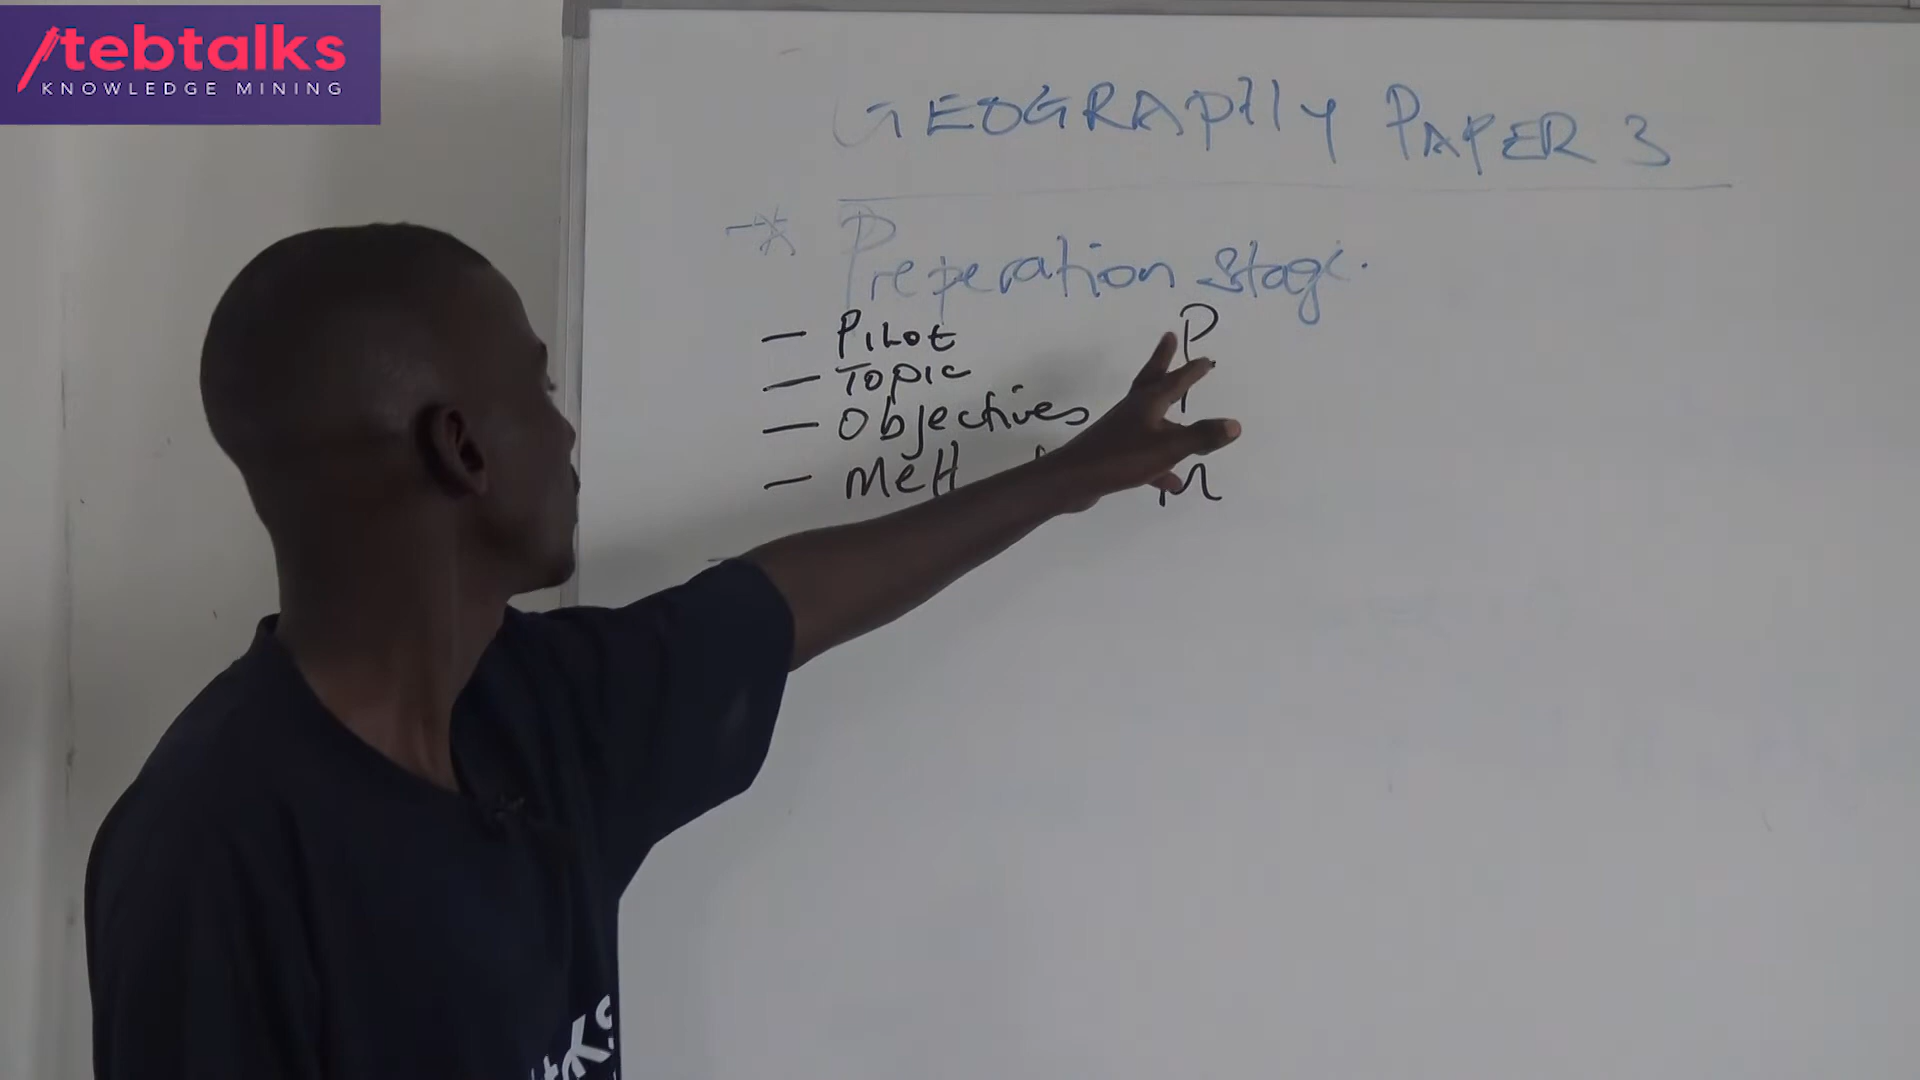 tebtalks
KNOWLEDGE MINING
GEOGRAPHY PAPER 3
Preperation Stage.
— Pilot P
— Topic
— Objectives
— M